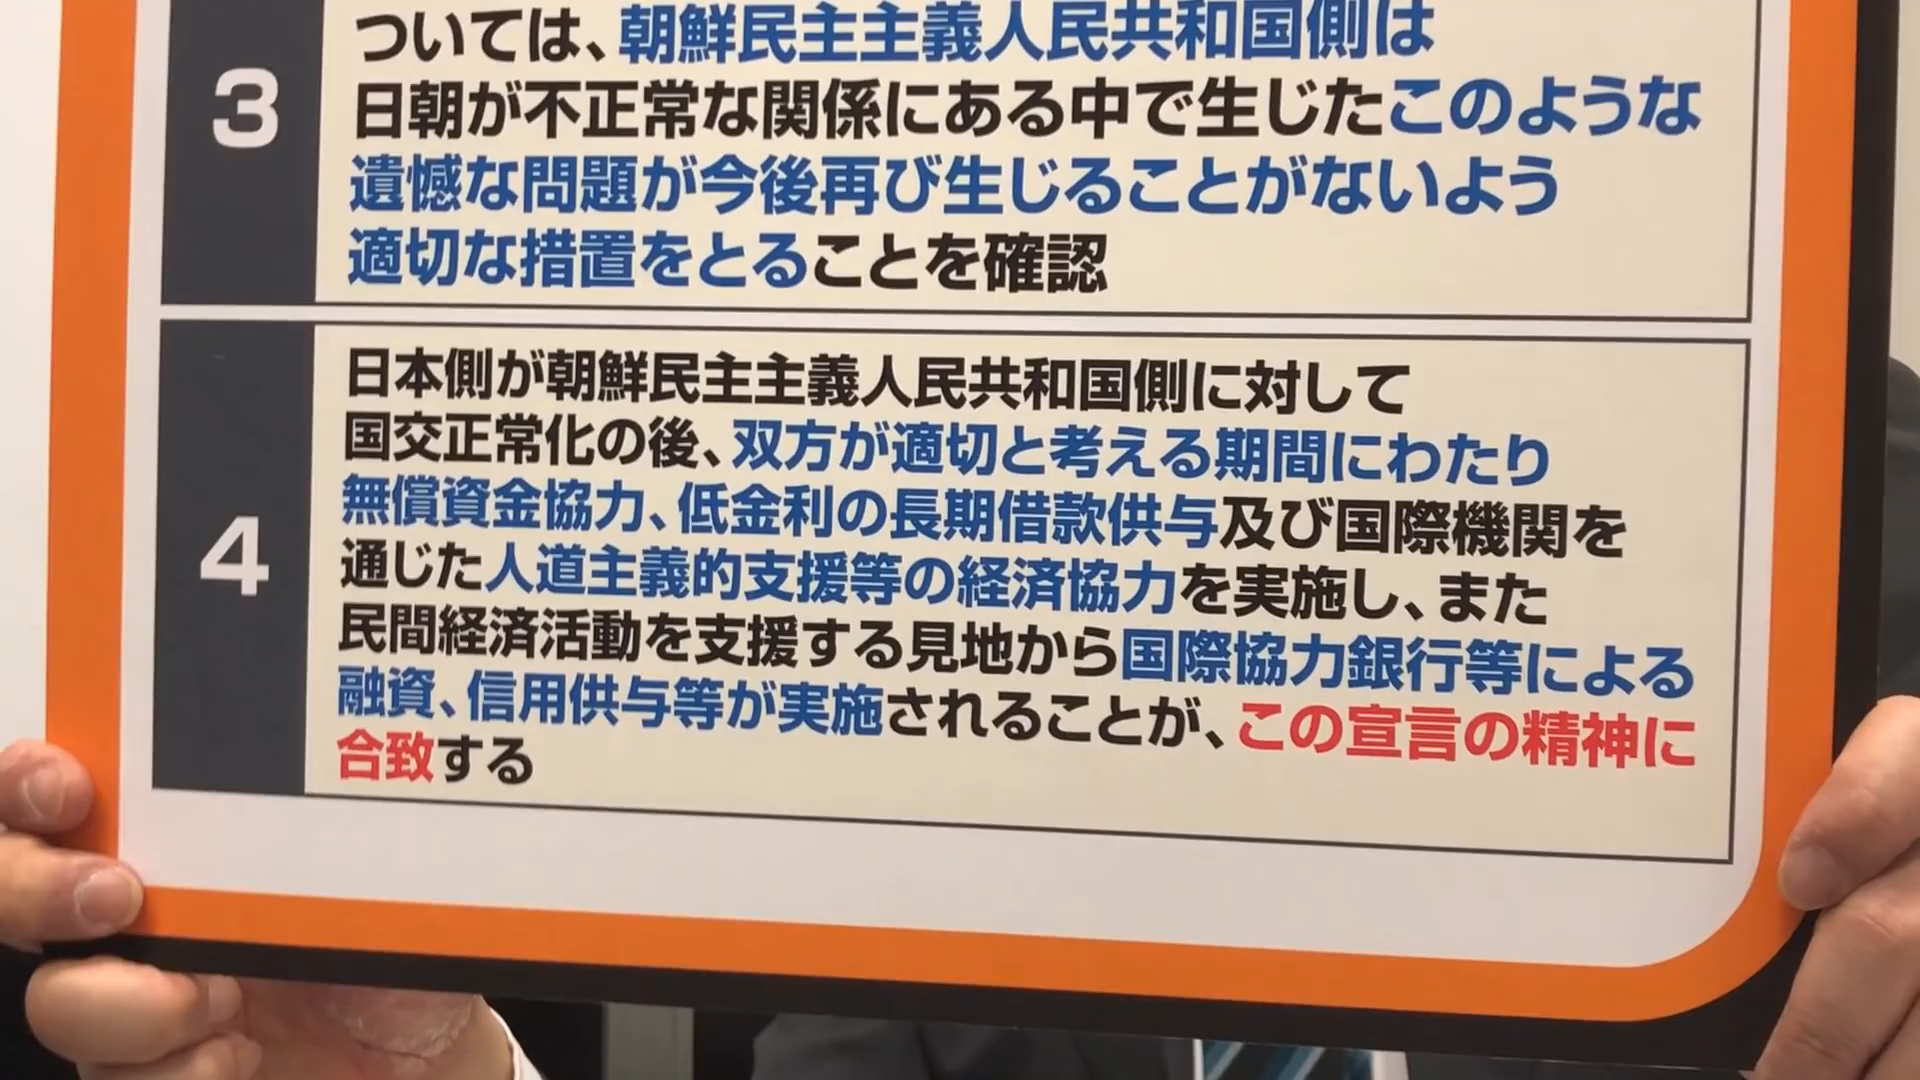 3
ついては、朝鮮民主主義人民共和国側は
日朝が不正常な関係にある中で生じたこのような
遺憾な問題が今後再び生じることがないよう
適切な措置をとることを確認
4
日本側が朝鮮民主主義人民共和国側に対して
国交正常化の後、双方が適切と考える期間にわたり
無償資金協力、低金利の長期借款供与及び国際機関を
通じた人道主義的支援等の経済協力を実施し、また
民間経済活動を支援する見地から国際協力銀行等による
融資、信用供与等が実施されることが、この宣言の精神に
合致する